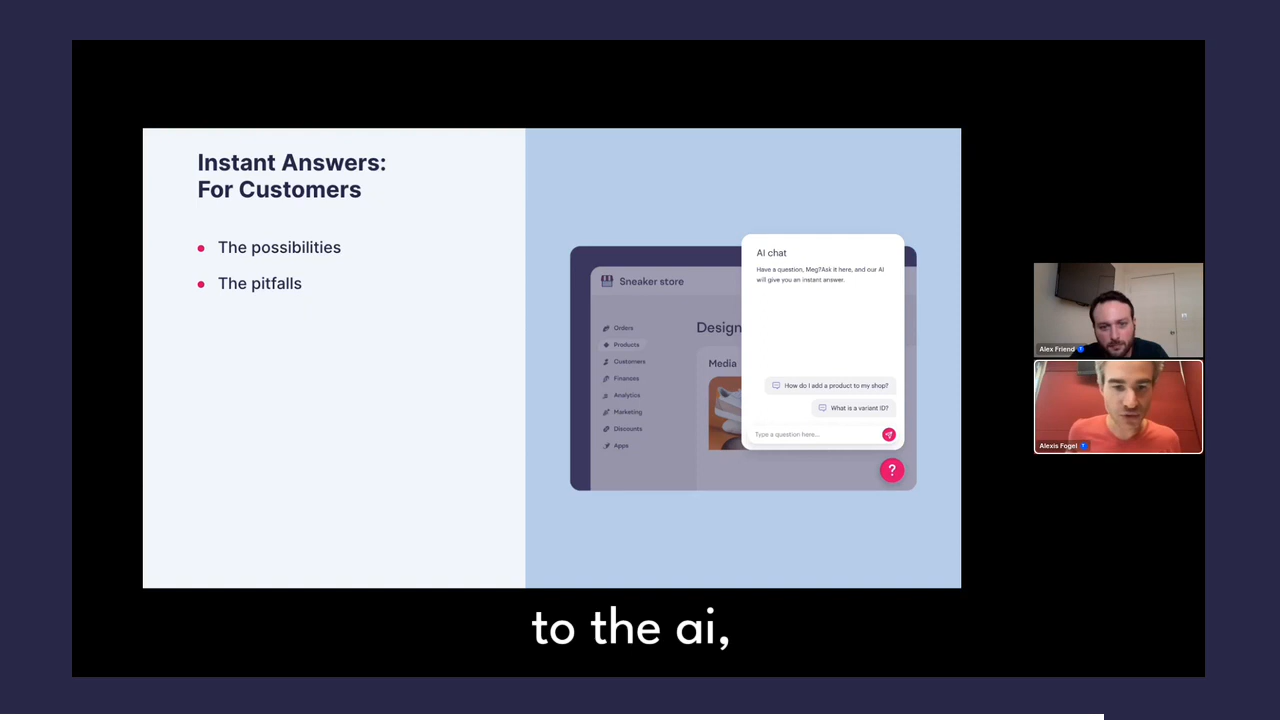 Instant Answers:
For Customers
The possibilities
The pitfalls
Sneaker store
Orders
Products
Customers
Finances
Analytics
Marketing
Discounts
Apps
Design
Media
AI chat
Have a question, Meg?Ask it here, and our AI
will give you an instant answer.
How do I add a product to my shop?
What is a variant ID?
Type a question here...
?
Alex Friend
Alexis Fogel
to the ai,